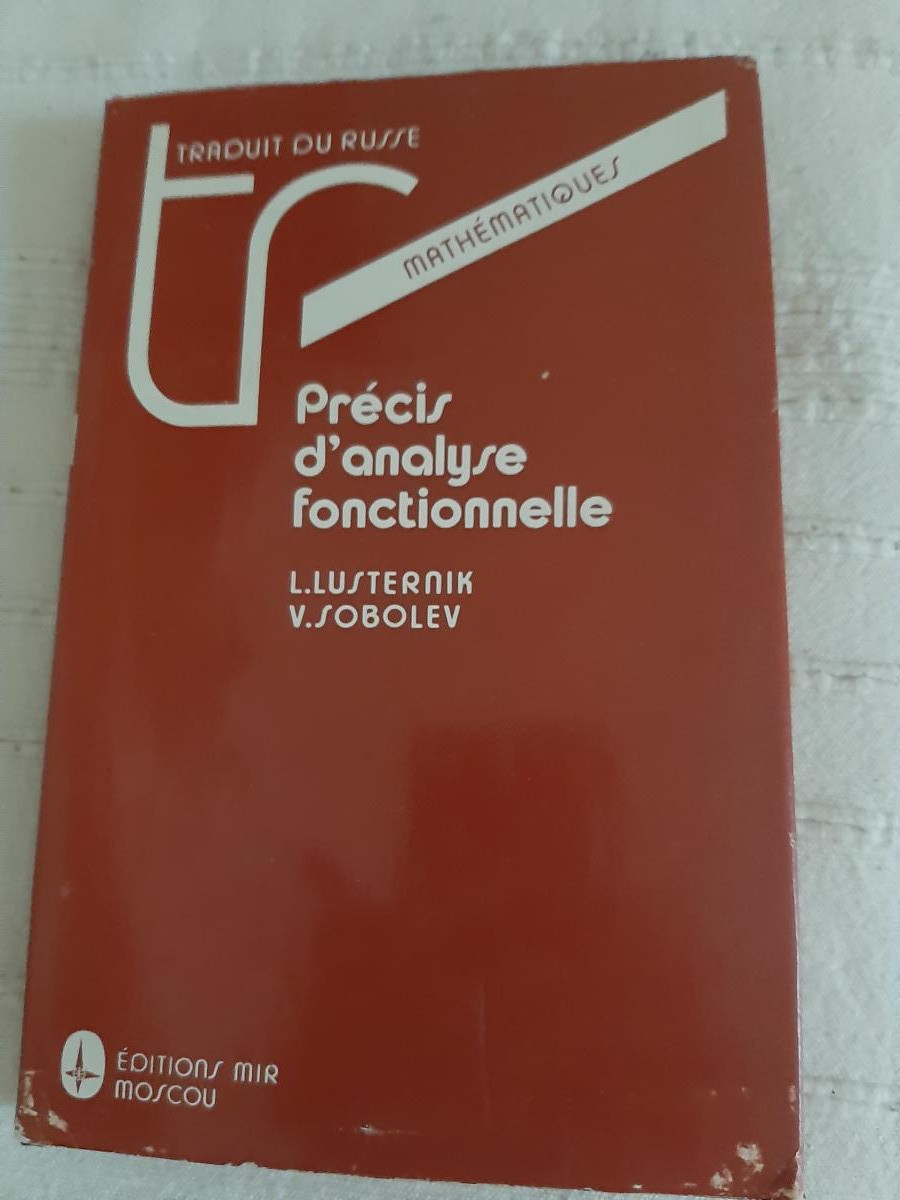 TRADUIT DU RUSSE
tr
MATHÉMATIQUES
Précis
d'analyse
fonctionnelle
L.LUSTERNIK
V.SOBOLEV
ÉDITIONS MIR
MOSCOU